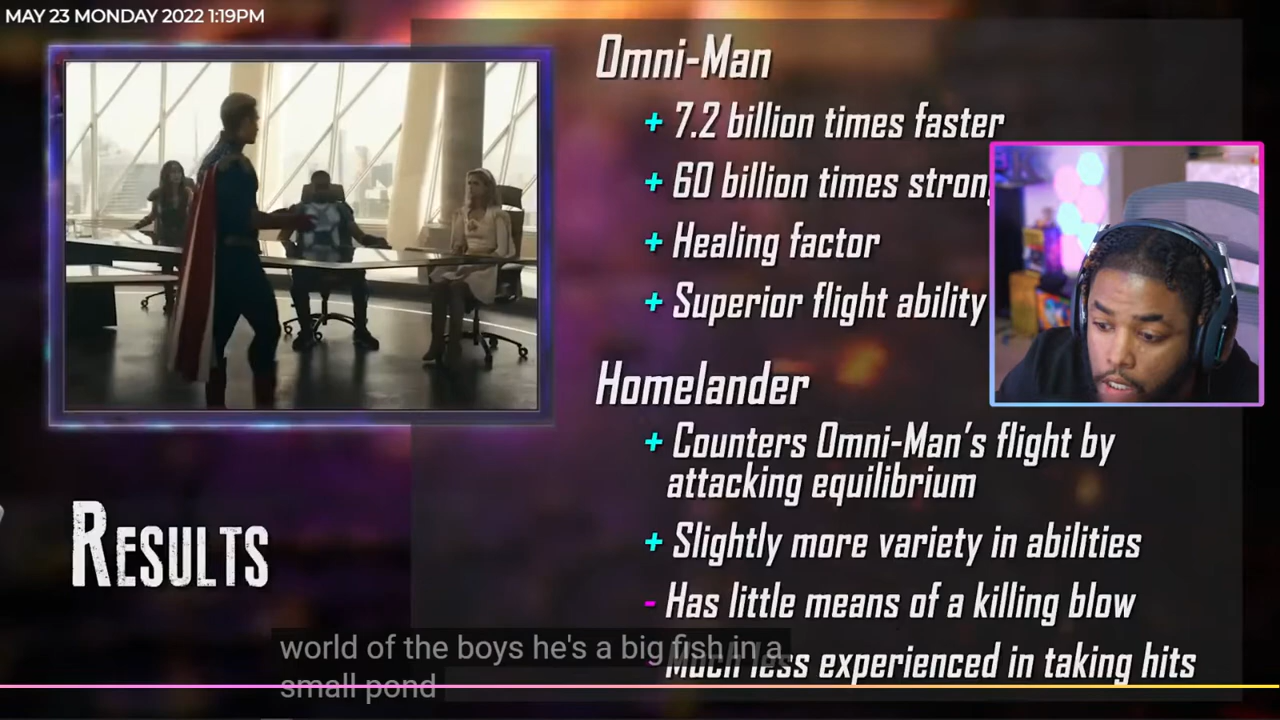 MAY 23 MONDAY 2022 1:19PM
Omni-Man
+ 7.2 billion times faster
+ 60 billion times
+ Healing factor
+ Superior flight ability
Homelander
+ Counters Omni-Man's flight by
attacking equilibrium
+ Slightly more variety in abilities
- Has little means of a killing blow
- Much less experienced in taking hits
RESULTS
world of the boys he's a big fish in a
small pond